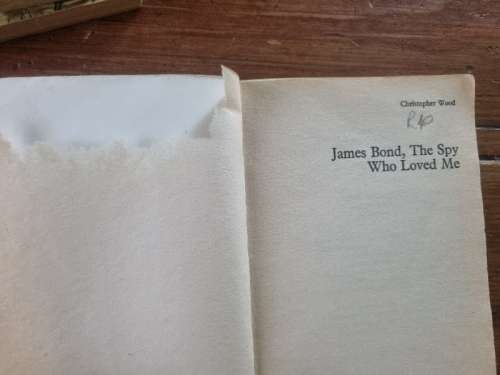 Christopher Wood
R40
James Bond, The Spy
Who Loved Me